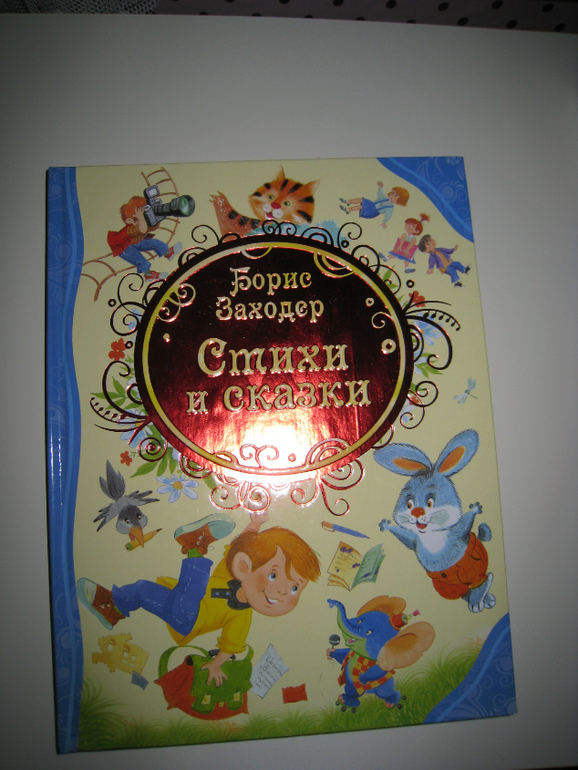 Борис
Заходер
Стихи
и сказки